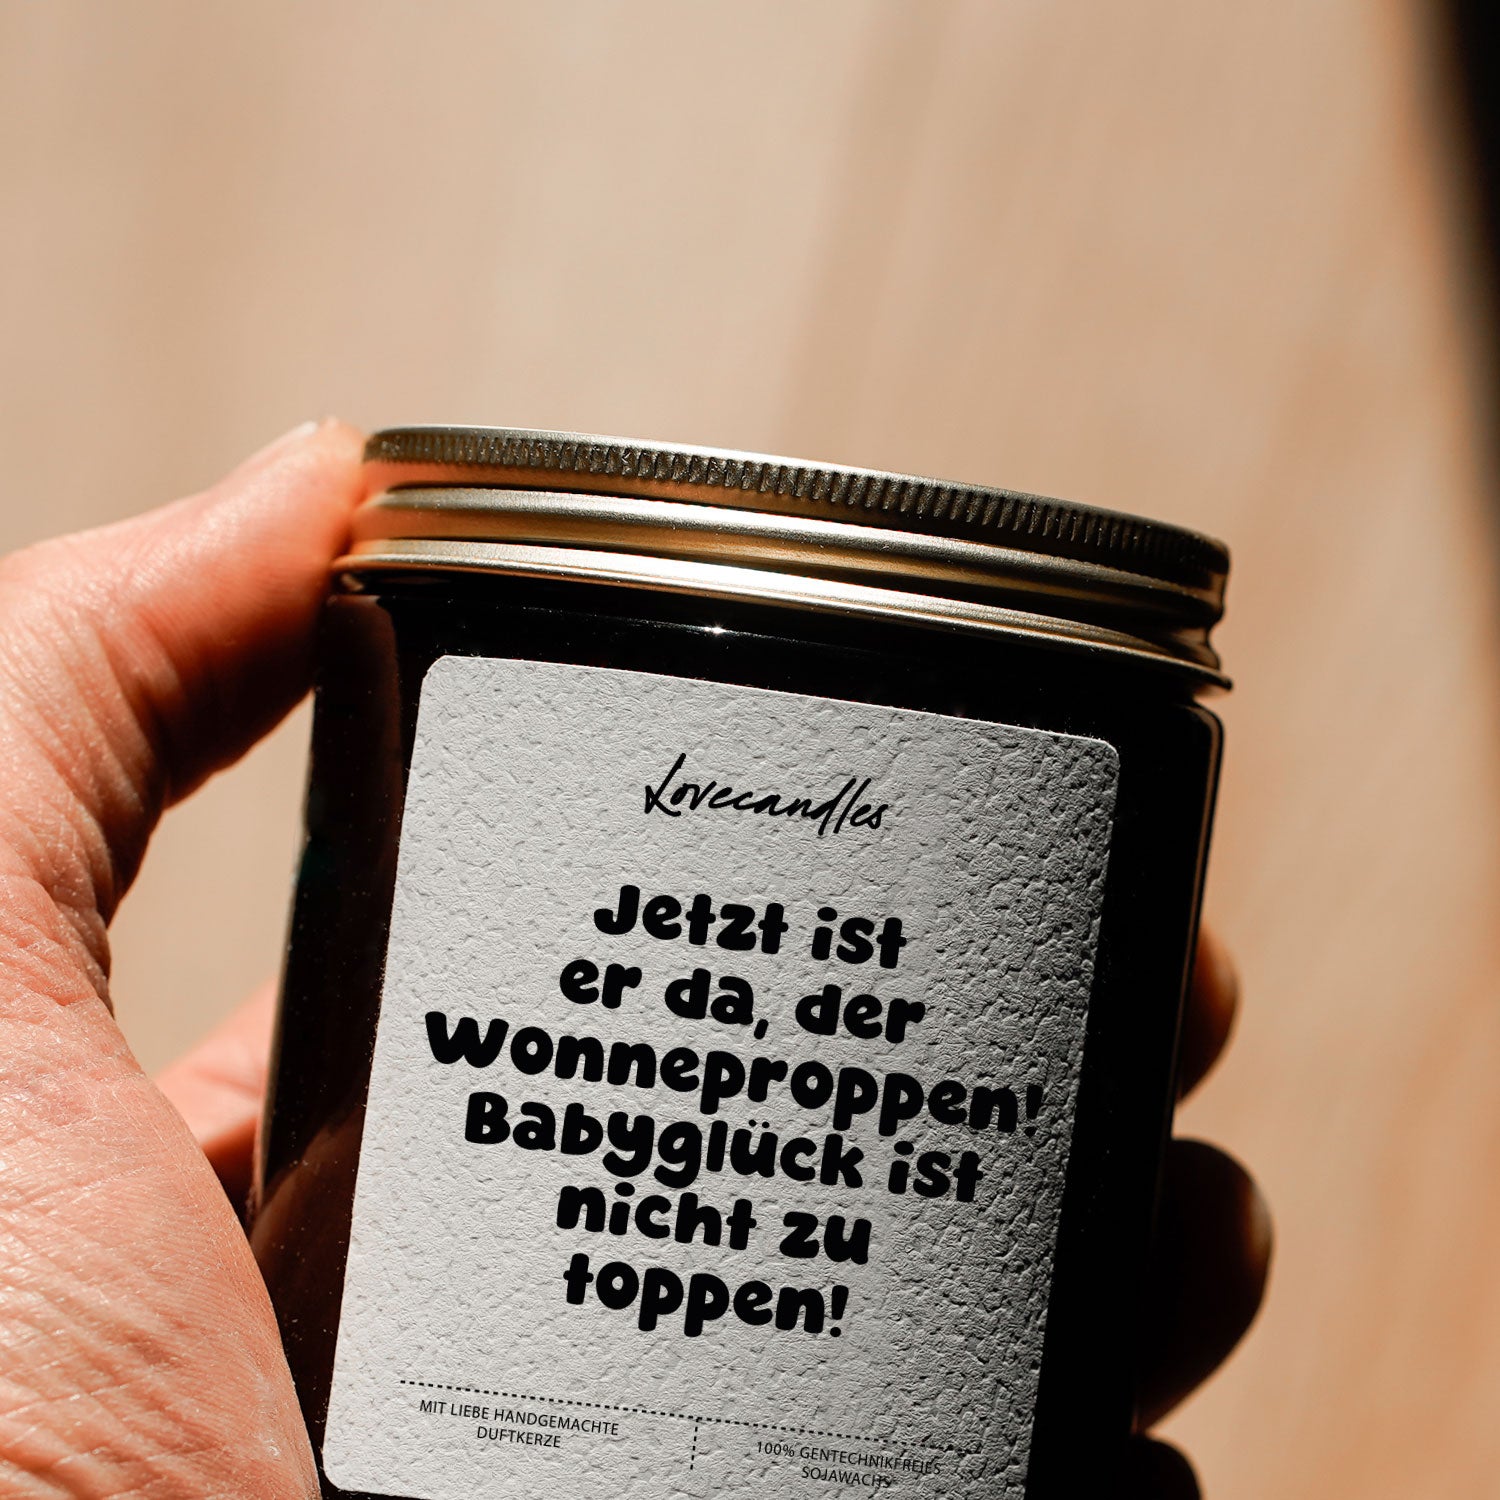 Lovecandles
Jetzt ist
er da, der
Wonneproppen!
Babyglück ist
nicht zu
toppen!
MIT LIEBE HANDGEMACHTE
DUFTKERZE
100% GENTECHNIKFREIES
SOJAWACHS